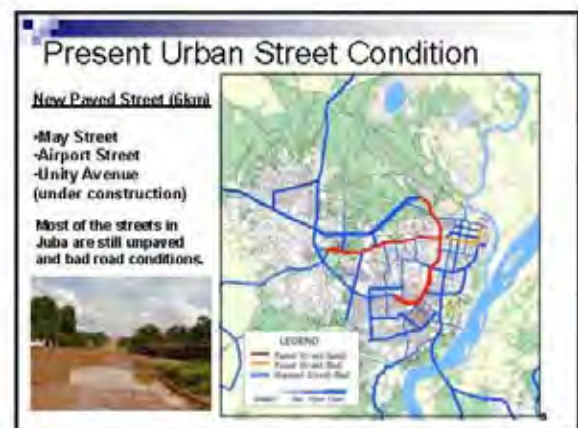 Present Urban Street Condition
New Paved Street (6km)
•May Street
•Airport Street
•Unity Avenue
(under construction)
Most of the streets in
Juba are still unpaved
and bad road conditions.
LEGEND